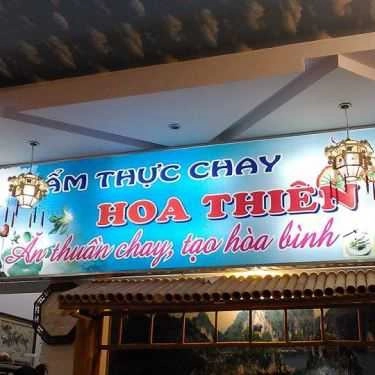 ẨM THỰC CHAY
HOA THIÊN
Ăn thuần chay, tạo hòa bình